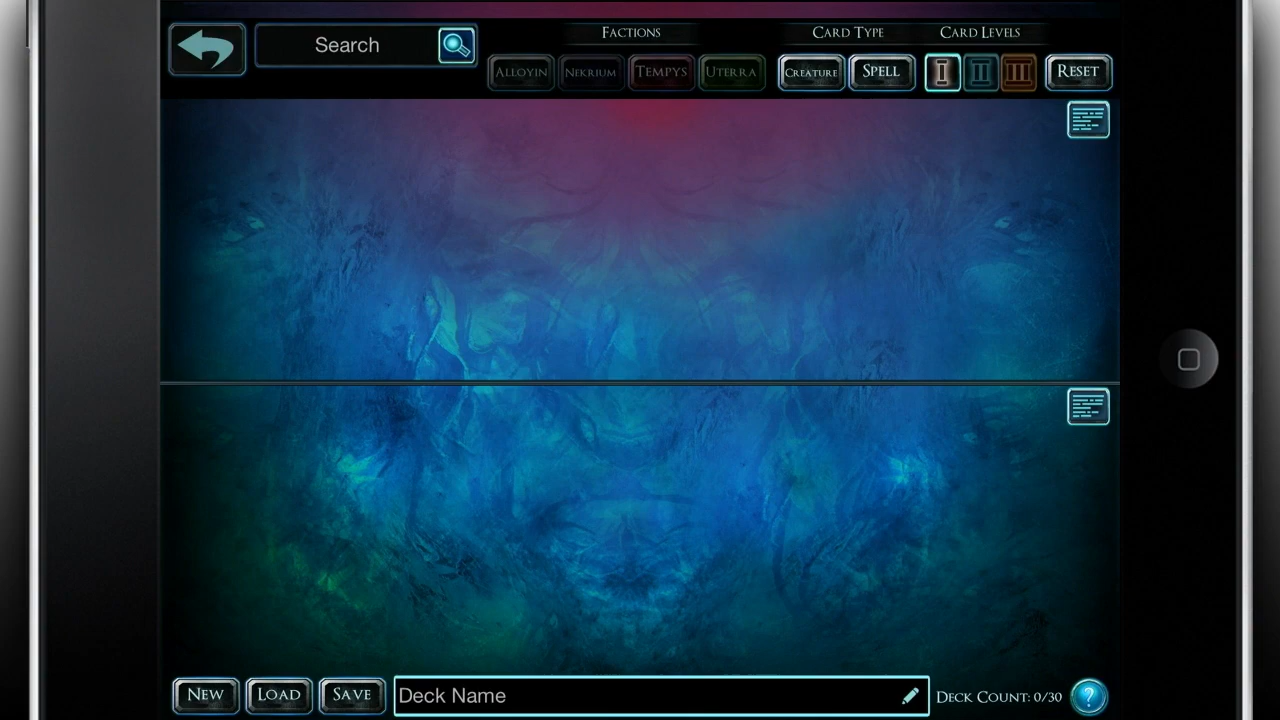 Search
FACTIONS
CARD TYPE
CARD LEVELS
ALLOYIN
NEKRIUM
TEMPYS
UTERRA
CREATURE
SPELL
I
II
III
RESET
NEW
LOAD
SAVE
Deck Name
DECK COUNT: 0/30
?